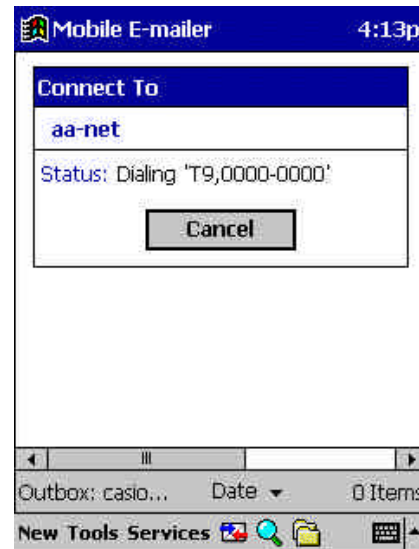 Mobile E-mailer 4:13p
Connect To
aa-net
Status: Dialing 'T9,0000-0000'
Cancel
Outbox: casio... Date 0 Items
New Tools Services